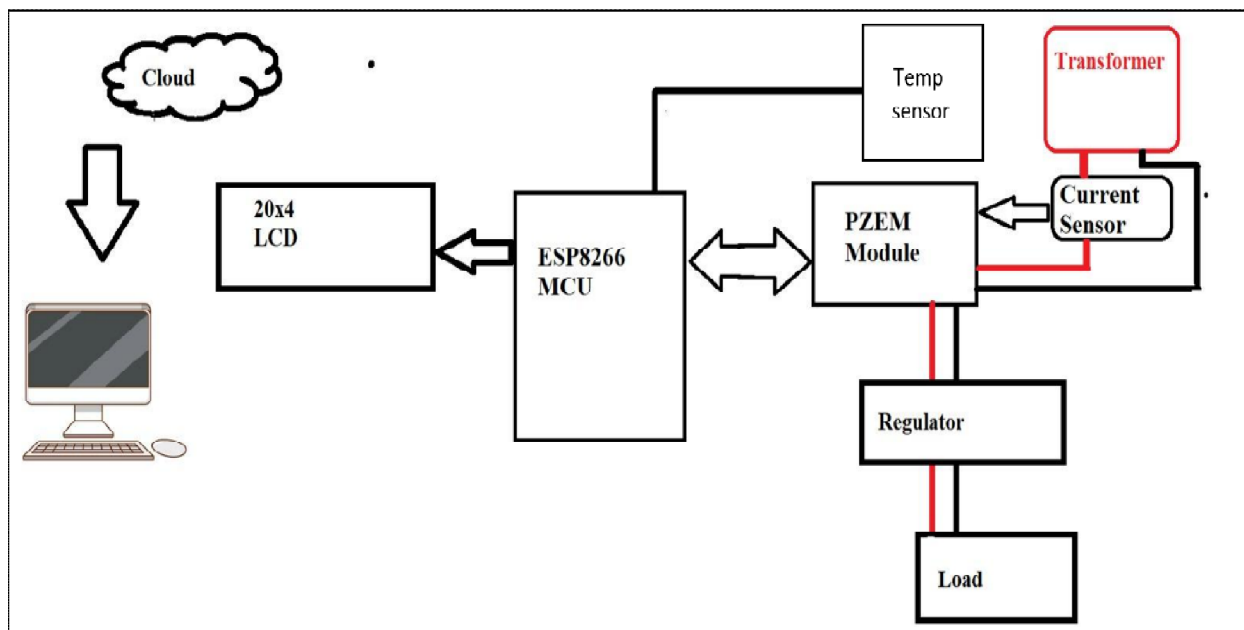 Cloud
Temp
sensor
Transformer
20x4
LCD
ESP8266
MCU
PZEM
Module
Current
Sensor
Regulator
Load